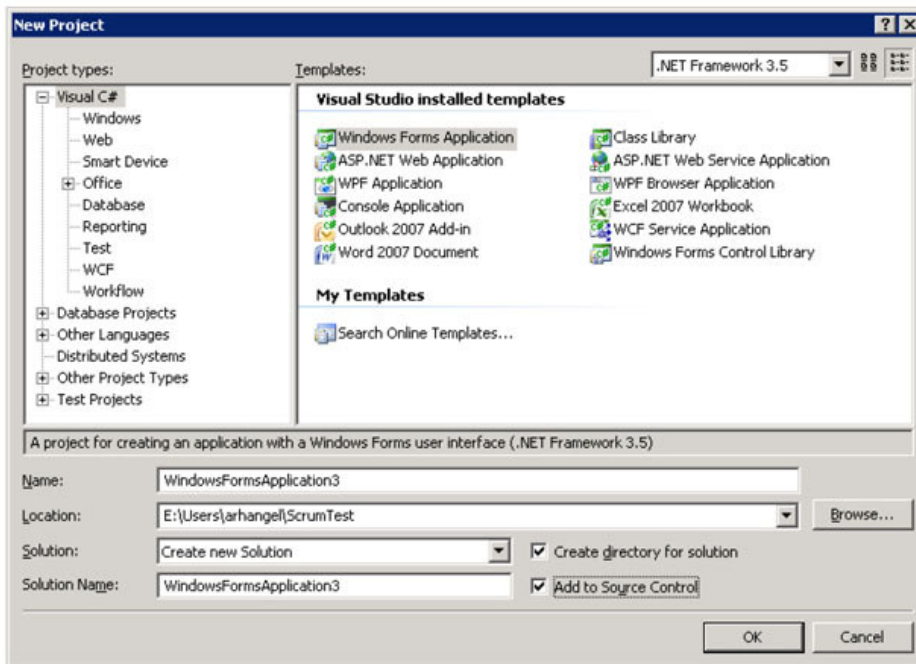 New Project
Project types:
Templates:
.NET Framework 3.5
Visual C#
Windows
Web
Smart Device
Office
Database
Reporting
Test
WCF
Workflow
Database Projects
Other Languages
Distributed Systems
Other Project Types
Test Projects
Visual Studio installed templates
Windows Forms Application
Class Library
ASP.NET Web Application
ASP.NET Web Service Application
WPF Application
WPF Browser Application
Console Application
Excel 2007 Workbook
Outlook 2007 Add-in
WCF Service Application
Word 2007 Document
Windows Forms Control Library
My Templates
Search Online Templates...
A project for creating an application with a Windows Forms user interface (.NET Framework 3.5)
Name:
WindowsFormsApplication3
Location:
E:\Users\arhangel\ScrumTest
Browse...
Solution:
Create new Solution
Create directory for solution
Solution Name:
WindowsFormsApplication3
Add to Source Control
OK
Cancel